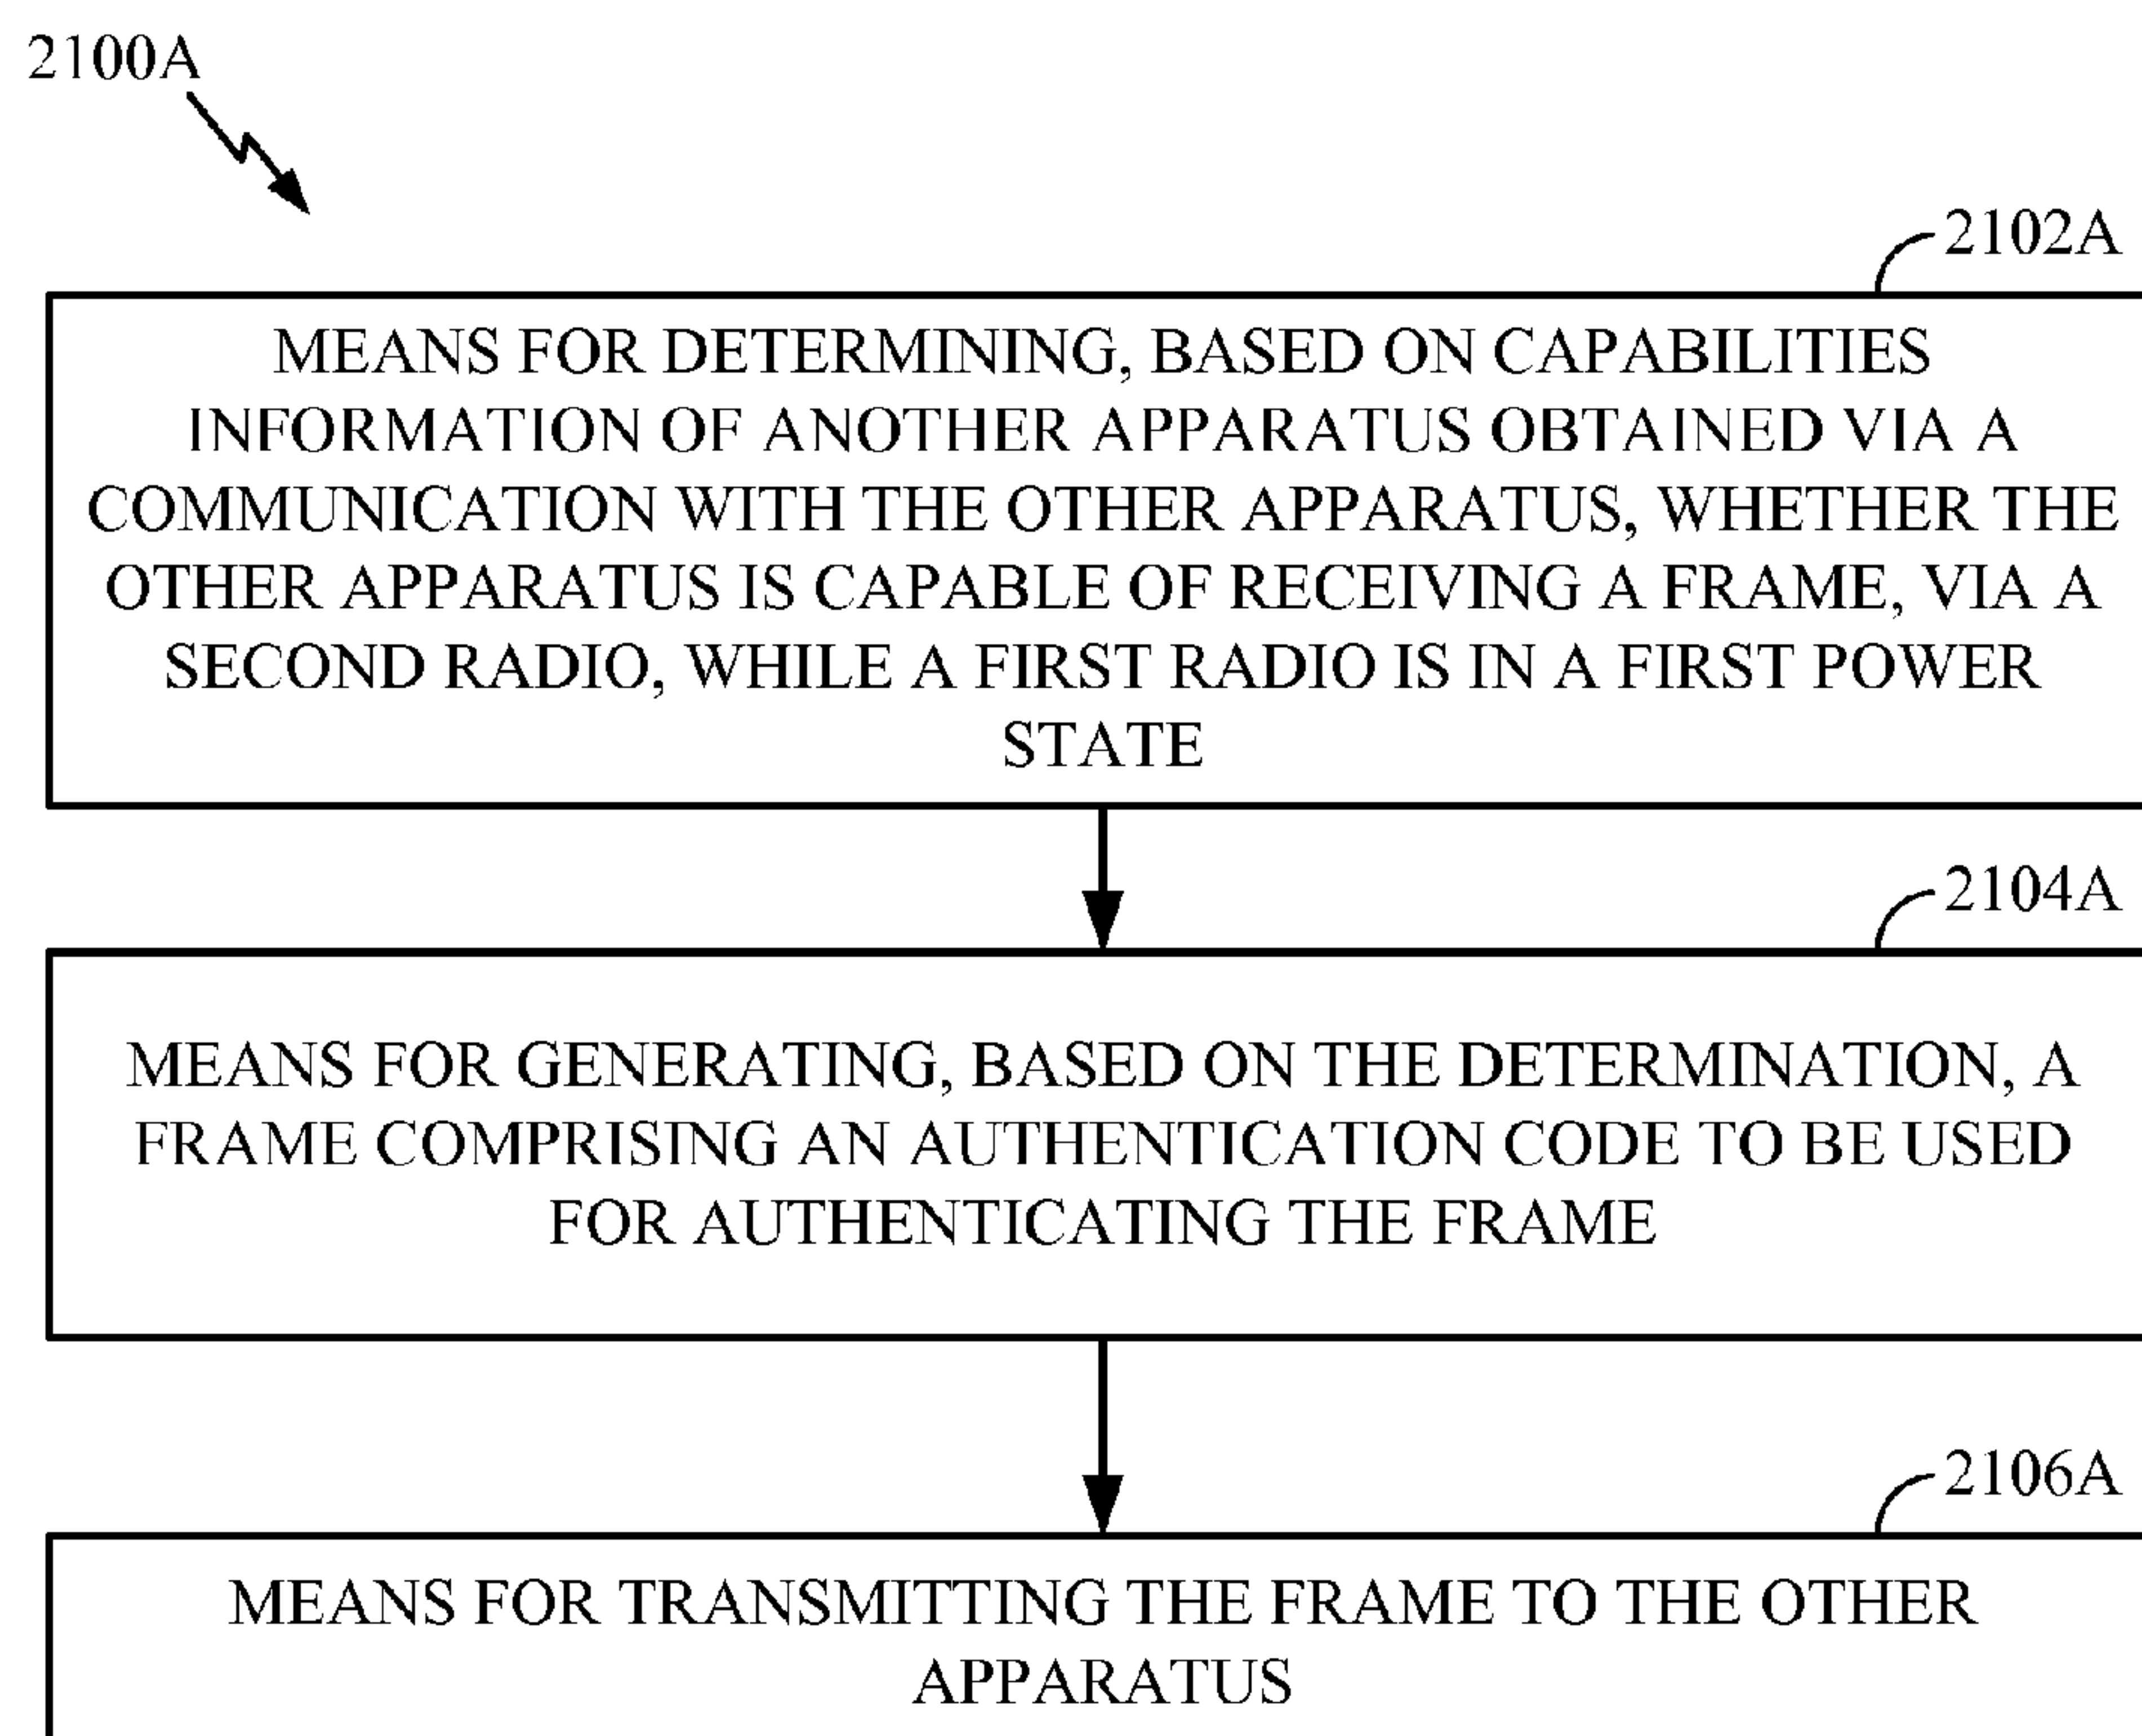 2100A
2102A
MEANS FOR DETERMINING, BASED ON CAPABILITIES
INFORMATION OF ANOTHER APPARATUS OBTAINED VIA A
COMMUNICATION WITH THE OTHER APPARATUS, WHETHER THE
OTHER APPARATUS IS CAPABLE OF RECEIVING A FRAME, VIA A
SECOND RADIO, WHILE A FIRST RADIO IS IN A FIRST POWER
STATE
2104A
MEANS FOR GENERATING, BASED ON THE DETERMINATION, A
FRAME COMPRISING AN AUTHENTICATION CODE TO BE USED
FOR AUTHENTICATING THE FRAME
2106A
MEANS FOR TRANSMITTING THE FRAME TO THE OTHER
APPARATUS